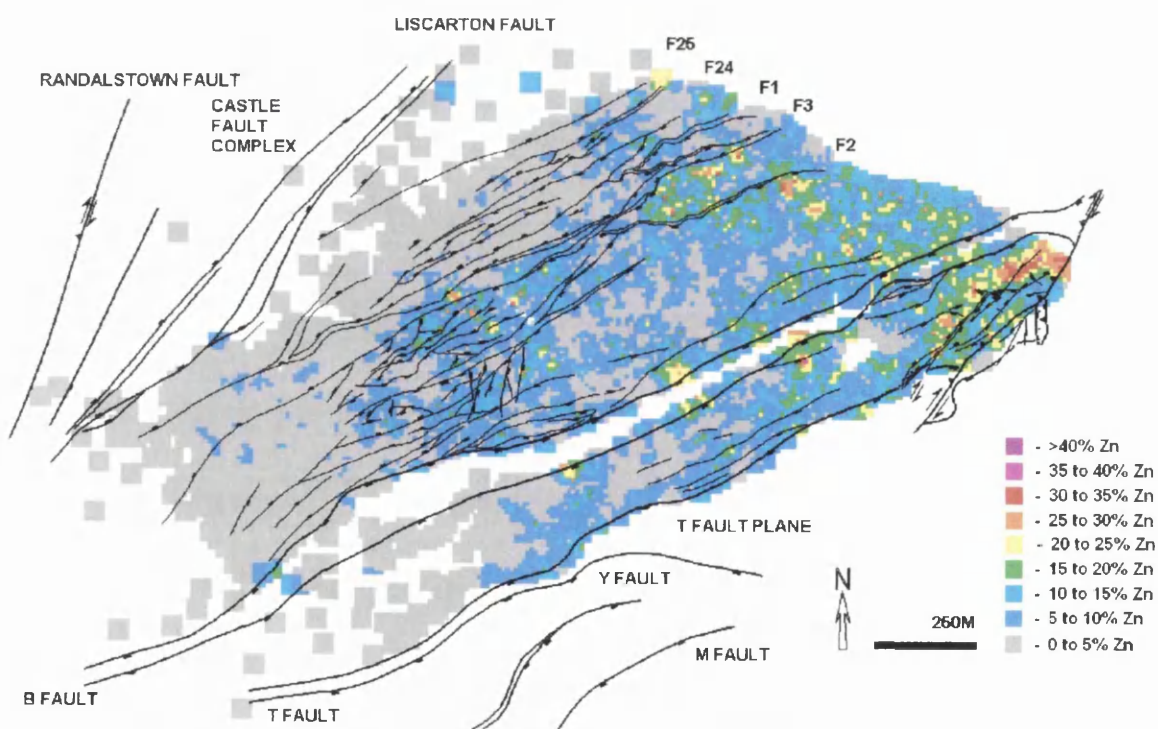 LISCARTON FAULT
RANDALSTOWN FAULT
CASTLE
FAULT
COMPLEX
F25
F24
F1
F3
F2
T FAULT PLANE
Y FAULT
M FAULT
B FAULT
T FAULT
N
250M
- >40% Zn
- 35 to 40% Zn
- 30 to 35% Zn
- 25 to 30% Zn
- 20 to 25% Zn
- 15 to 20% Zn
- 10 to 15% Zn
- 5 to 10% Zn
- 0 to 5% Zn